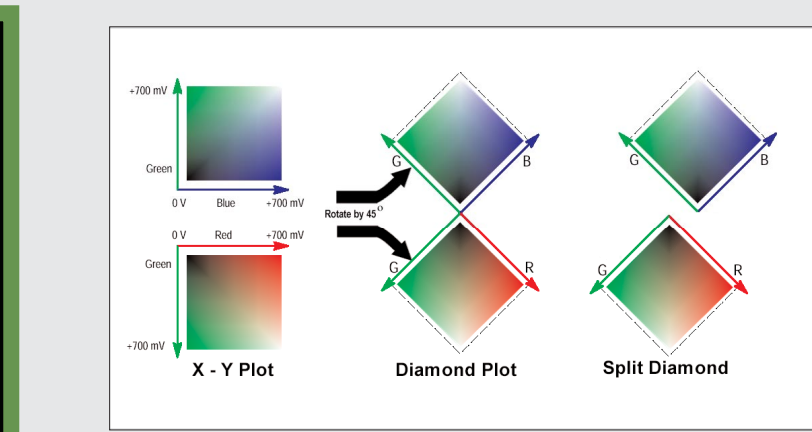 +700 mV
Green
0 V Blue +700 mV
0 V Red +700 mV
Green
+700 mV
X - Y Plot
Rotate by 45°
G B
G R
Diamond Plot
G B
G R
Split Diamond